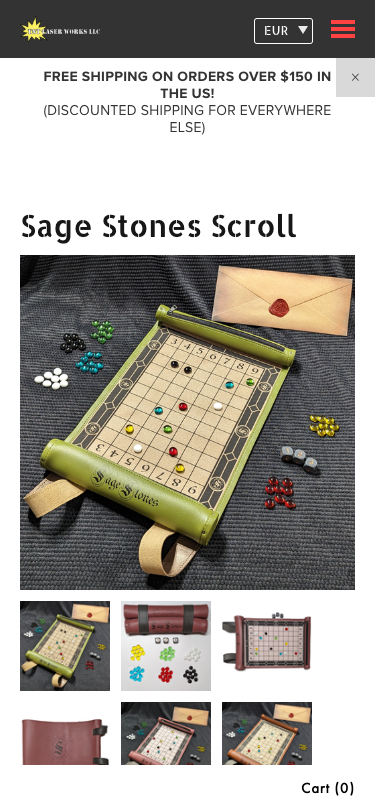 LASER WORKS LLC
EUR
FREE SHIPPING ON ORDERS OVER $150 IN
THE US!
(DISCOUNTED SHIPPING FOR EVERYWHERE
ELSE)
×
Sage Stones Scroll
3 4 5 6 7 8 9
Sage Stones
3 4 5 6 7 8 9
Cart (0)